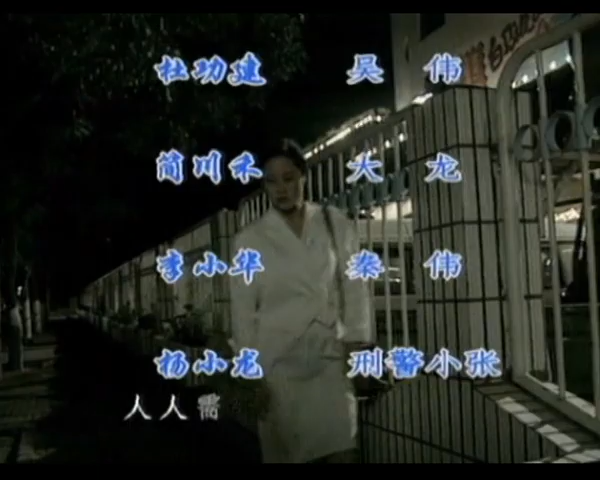 杜功建 吴伟
简川禾 大龙
李小华 秦伟
杨小龙 刑警小张
人人需